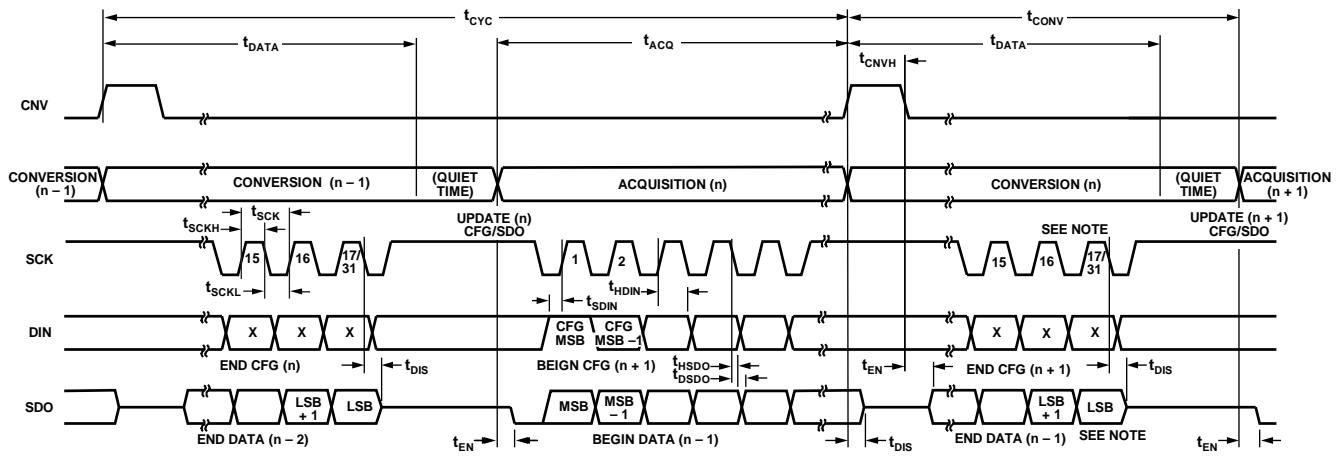 tCYC
tCONV
tDATA
tACQ
tDATA
tCNVH
CNV
CONVERSION (n – 1)
CONVERSION (n – 1)
(QUIET TIME)
ACQUISITION (n)
CONVERSION (n)
(QUIET TIME)
ACQUISITION (n + 1)
tSCK
tSCKH
UPDATE (n) CFG/SDO
SEE NOTE
UPDATE (n + 1) CFG/SDO
SCK
15
16
17/31
1
2
15
16
17/31
tSCKL
tHDIN
tSDIN
DIN
X
X
X
CFG MSB
CFG MSB –1
X
X
X
END CFG (n)
tDIS
BEIGN CFG (n + 1)
tHSDO
tDSDO
tEN
END CFG (n + 1)
tDIS
SDO
LSB + 1
LSB
MSB
MSB –1
LSB + 1
LSB
END DATA (n – 2)
tEN
BEGIN DATA (n – 1)
tDIS
END DATA (n – 1)
SEE NOTE
tEN